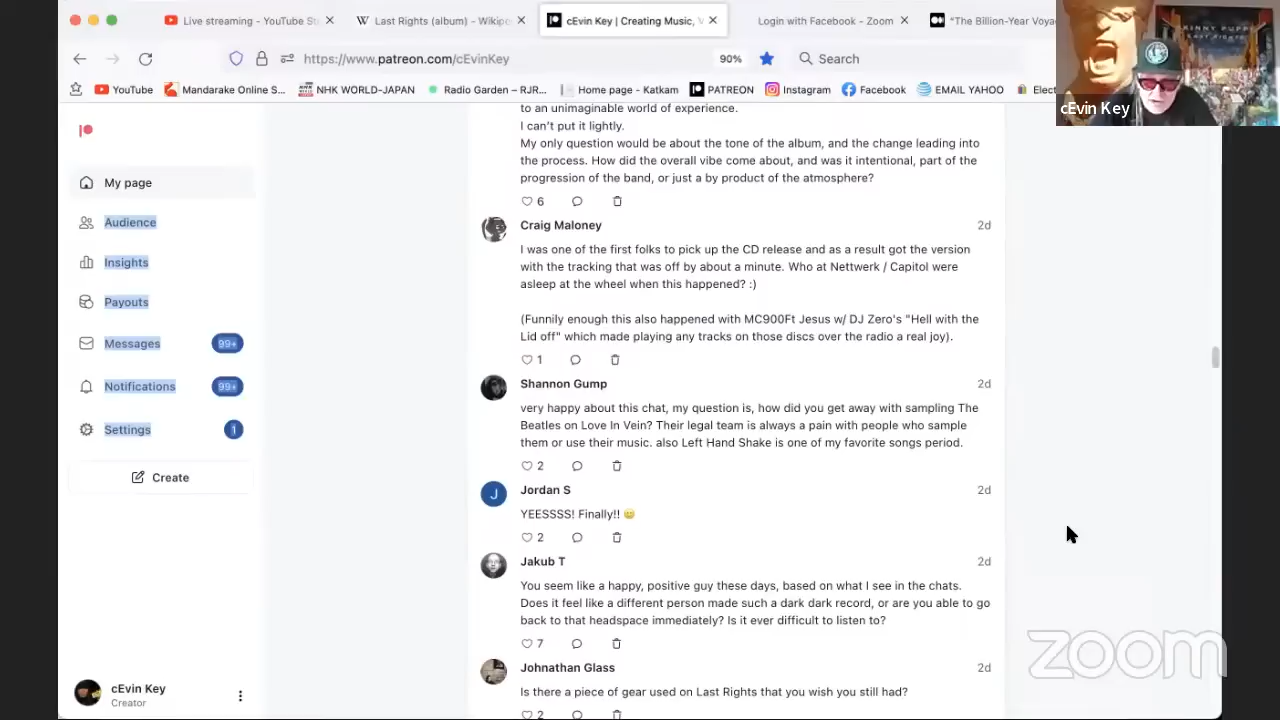 Live streaming - YouTube St
Last Rights (album) - Wikipe
cEvin Key | Creating Music, V
Login with Facebook - Zoom
"The Billion-Year Voya
https://www.patreon.com/cEvinKey
90%
Search
YouTube
Mandarake Online S...
NHK WORLD-JAPAN
Radio Garden – RJR...
Home page - Katkam
PATREON
Instagram
Facebook
EMAIL YAHOO
Elect
SKINNY PUPP
LAST RIGHTS
cEvin Key
My page
Audience
Insights
Payouts
Messages
99+
Notifications
99+
Settings
1
Create
cEvin Key
Creator
to an unimaginable world of experience.
I can't put it lightly.
My only question would be about the tone of the album, and the change leading into
the process. How did the overall vibe come about, and was it intentional, part of the
progression of the band, or just a by product of the atmosphere?
6
Craig Maloney
2d
I was one of the first folks to pick up the CD release and as a result got the version
with the tracking that was off by about a minute. Who at Nettwerk / Capitol were
asleep at the wheel when this happened? :)
(Funnily enough this also happened with MC900Ft Jesus w/ DJ Zero's "Hell with the
Lid off" which made playing any tracks on those discs over the radio a real joy).
1
Shannon Gump
2d
very happy about this chat, my question is, how did you get away with sampling The
Beatles on Love In Vein? Their legal team is always a pain with people who sample
them or use their music. also Left Hand Shake is one of my favorite songs period.
2
J
Jordan S
2d
YEESSSS! Finally!! 😀
2
Jakub T
2d
You seem like a happy, positive guy these days, based on what I see in the chats.
Does it feel like a different person made such a dark dark record, or are you able to go
back to that headspace immediately? Is it ever difficult to listen to?
7
Johnathan Glass
2d
Is there a piece of gear used on Last Rights that you wish you still had?
2
zoom